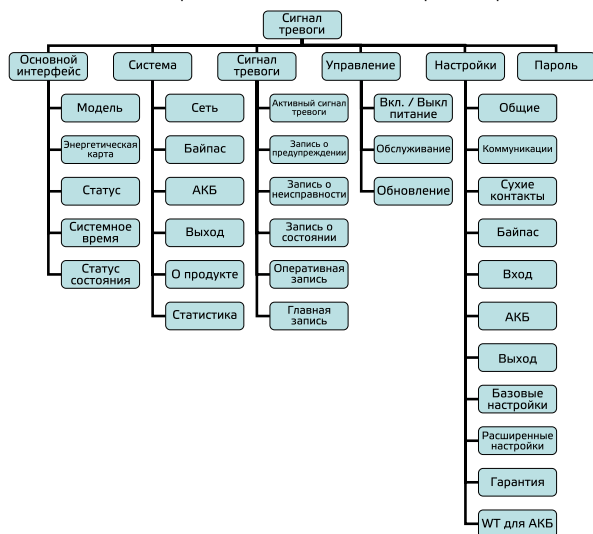 Сигнал
тревоги
Основной
интерфейс
Система
Сигнал
тревоги
Управление
Настройки
Пароль
Модель
Энергетическая
карта
Статус
Системное
время
Статус
состояния
Сеть
Байпас
АКБ
Выход
О продукте
Статистика
Активный сигнал
тревоги
Запись о
предупреждении
Запись о
неисправности
Запись о
состоянии
Оперативная
запись
Главная
запись
Вкл. / Выкл
питание
Обслуживание
Обновление
Общие
Коммуникации
Сухие
контакты
Байпас
Вход
АКБ
Выход
Базовые
настройки
Расширенные
настройки
Гарантия
WT для АКБ